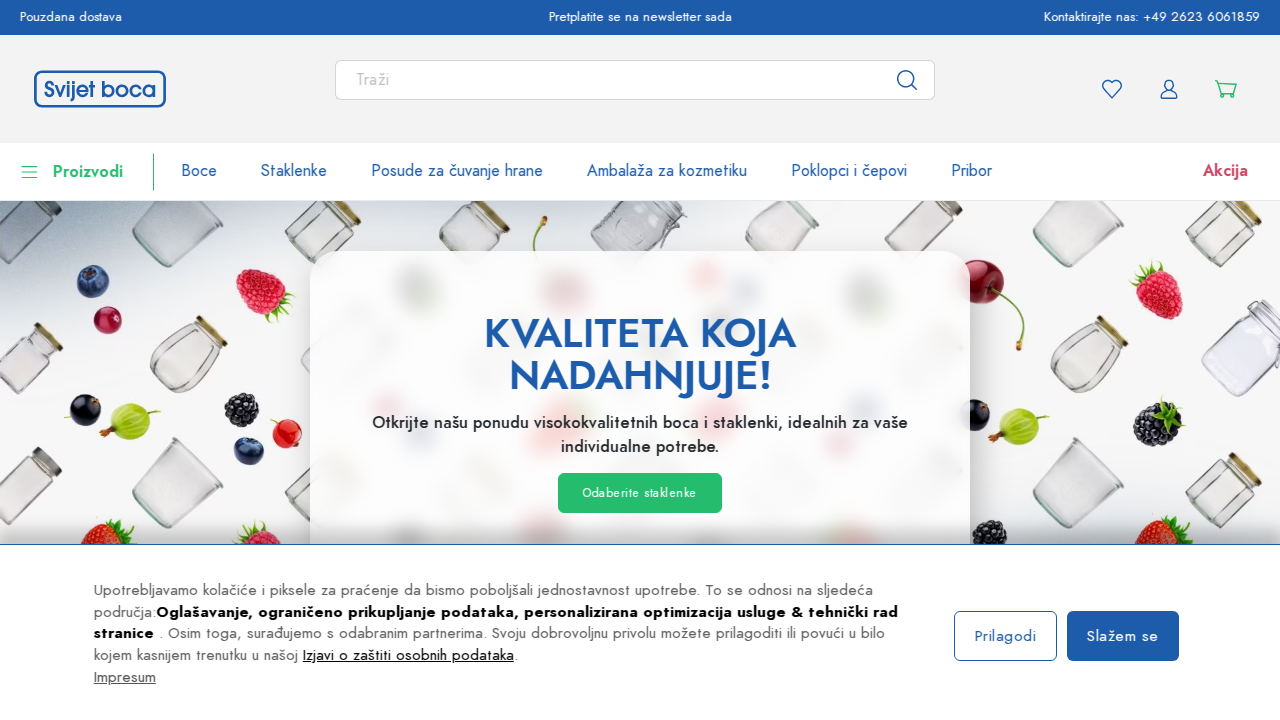 Pouzdana dostava
Pretplatite se na newsletter sada
Kontaktirajte nas: +49 2623 6061859
Svijet boca
Traži
Proizvodi
Boce
Staklenke
Posude za čuvanje hrane
Ambalaža za kozmetiku
Poklopci i čepovi
Pribor
Akcija
KVALITETA KOJA
NADAHNJUJE!
Otkrijte našu ponudu visokokvalitetnih boca i staklenki, idealnih za vaše
individualne potrebe.
Odaberite staklenke
Upotrebljavamo kolačiće i piksele za praćenje da bismo poboljšali jednostavnost upotrebe. To se odnosi na sljedeća
područja:Oglašavanje, ograničeno prikupljanje podataka, personalizirana optimizacija usluge & tehnički rad
stranice . Osim toga, surađujemo s odabranim partnerima. Svoju dobrovoljnu privolu možete prilagoditi ili povući u bilo
kojem kasnijem trenutku u našoj Izjavi o zaštiti osobnih podataka.
Impresum
Prilagodi
Slažem se